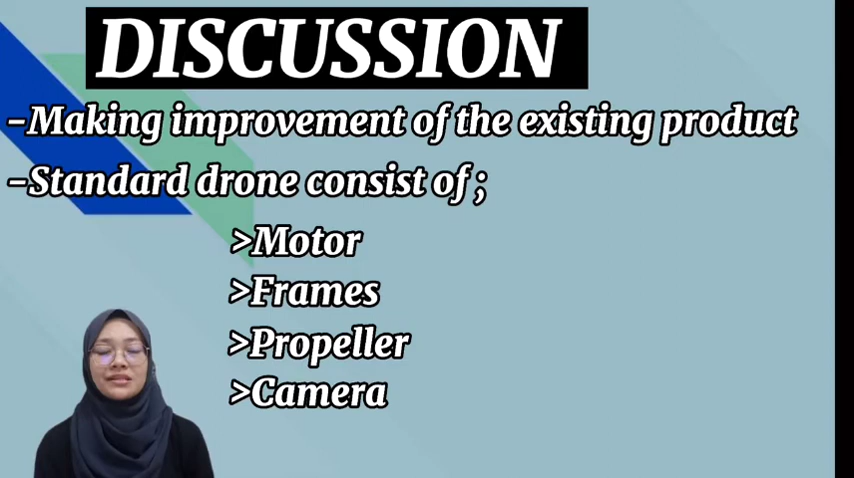 DISCUSSION
-Making improvement of the existing product
-Standard drone consist of ;
>Motor
>Frames
>Propeller
>Camera